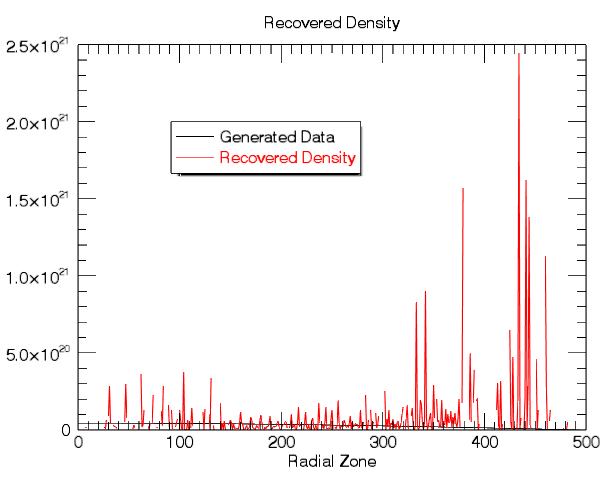 Recovered Density
2.5×10²¹
2.0×10²¹
1.5×10²¹
1.0×10²¹
5.0×10²⁰
0
Generated Data
Recovered Density
0 100 200 300 400 500
Radial Zone